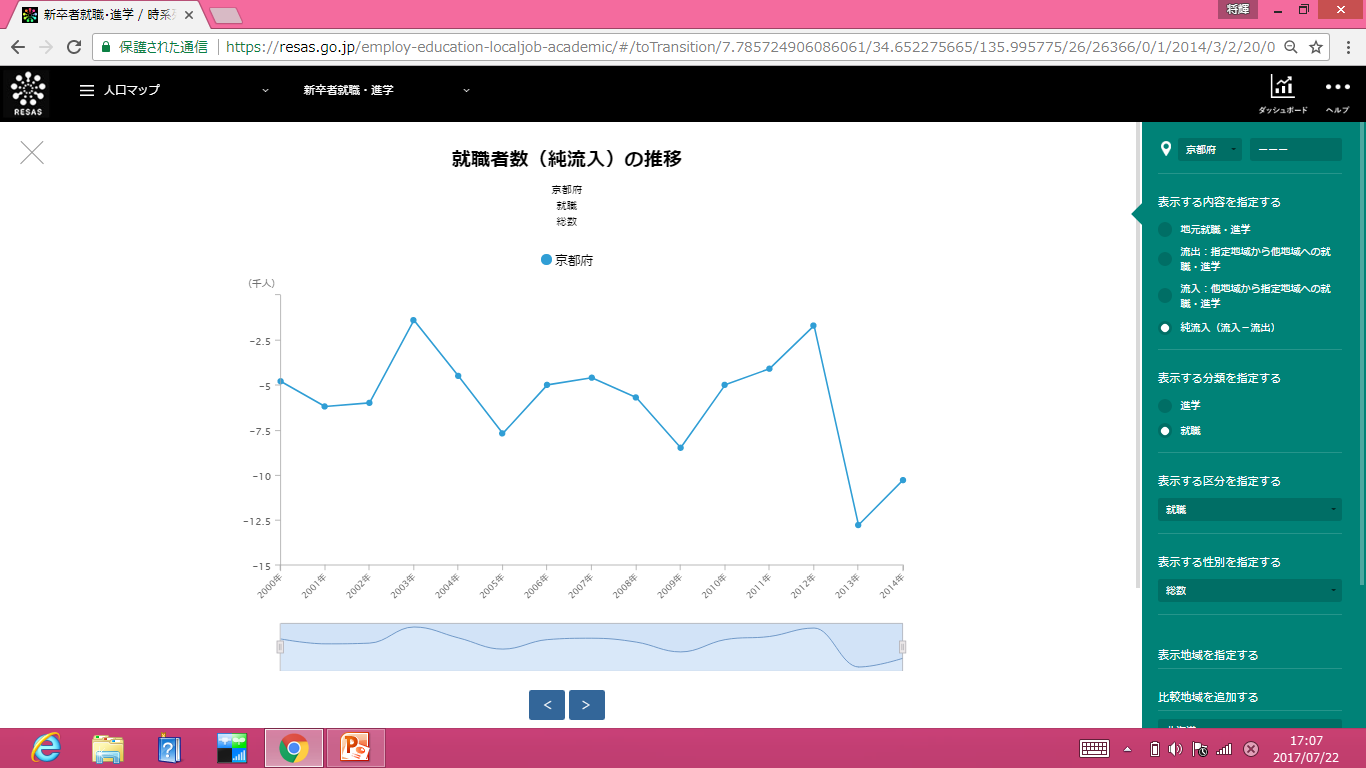 新卒者就職・進学 / 時系
将輝
保護された通信
https://resas.go.jp/employ-education-localjob-academic/#/toTransition/7.785724906086061/34.652275665/135.995775/26/26366/0/1/2014/3/2/20/0
RESAS
人口マップ
新卒者就職・進学
ダッシュボード
ヘルプ
就職者数（純流入）の推移
京都府
就職
総数
京都府
（千人）
-2.5
-5
-7.5
-10
-12.5
-15
2000年 2001年 2002年 2003年 2004年 2005年 2006年 2007年 2008年 2009年 2010年 2011年 2012年 2013年 2014年
<
>
京都府
ーーー
表示する内容を指定する
地元就職・進学
流出：指定地域から他地域への就
職・進学
流入：他地域から指定地域への就
職・進学
純流入（流入－流出）
表示する分類を指定する
進学
就職
表示する区分を指定する
就職
表示する性別を指定する
総数
表示地域を指定する
比較地域を追加する
17:07
2017/07/22